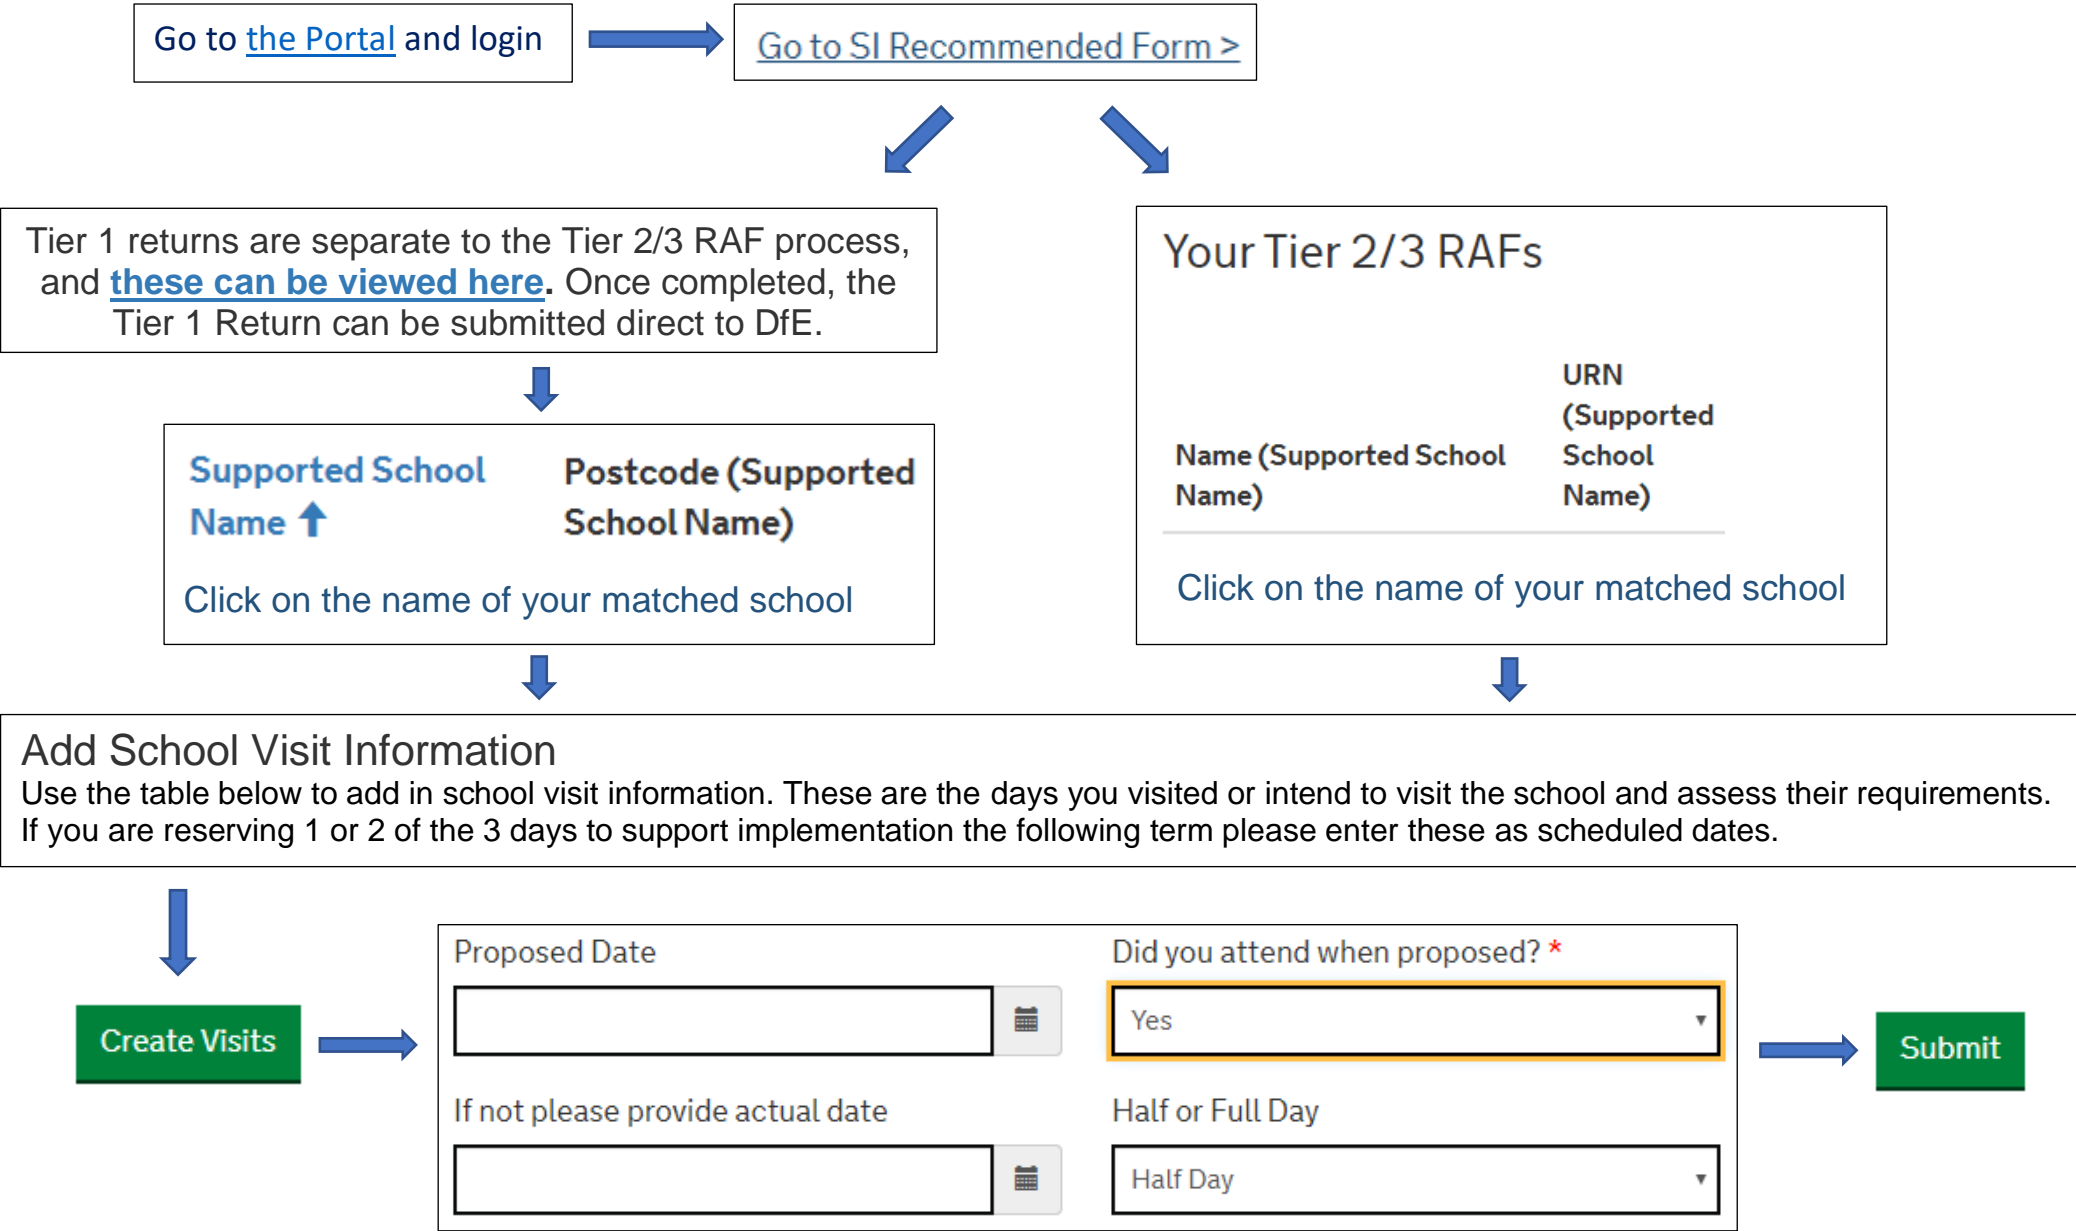 Go to the Portal and login
Go to SI Recommended Form >
Tier 1 returns are separate to the Tier 2/3 RAF process,
and these can be viewed here. Once completed, the
Tier 1 Return can be submitted direct to DfE.
Supported School
Name
Postcode (Supported
School Name)
Click on the name of your matched school
Your Tier 2/3 RAFs
Name (Supported School
Name)
URN
(Supported
School
Name)
Click on the name of your matched school
Add School Visit Information
Use the table below to add in school visit information. These are the days you visited or intend to visit the school and assess their requirements.
If you are reserving 1 or 2 of the 3 days to support implementation the following term please enter these as scheduled dates.
Create Visits
Proposed Date
Did you attend when proposed? *
Yes
If not please provide actual date
Half or Full Day
Half Day
Submit